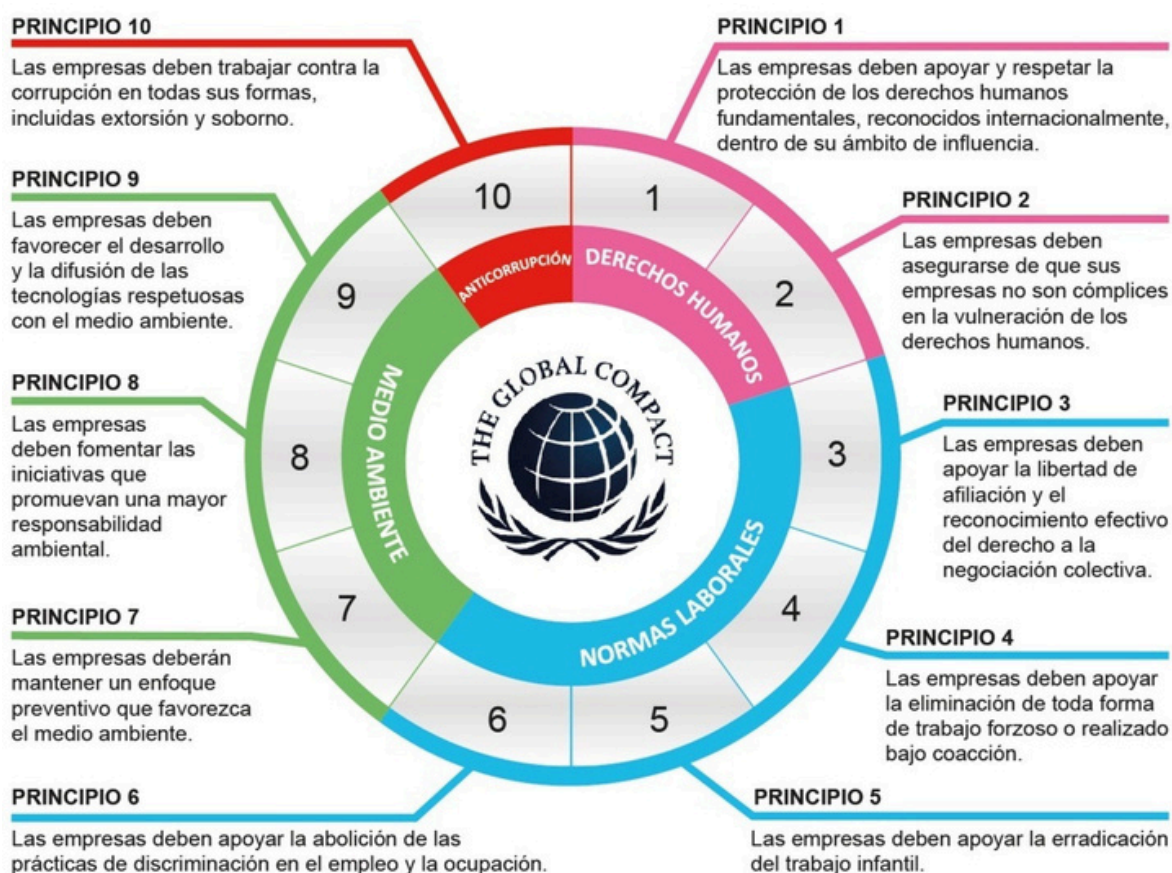 PRINCIPIO 10
Las empresas deben trabajar contra la
corrupción en todas sus formas,
incluidas extorsión y soborno.
PRINCIPIO 1
Las empresas deben apoyar y respetar la
protección de los derechos humanos
fundamentales, reconocidos internacionalmente,
dentro de su ámbito de influencia.
PRINCIPIO 9
Las empresas deben
favorecer el desarrollo
y la difusión de las
tecnologías respetuosas
con el medio ambiente.
PRINCIPIO 2
Las empresas deben
asegurarse de que sus
empresas no son cómplices
en la vulneración de los
derechos humanos.
PRINCIPIO 8
Las empresas
deben fomentar las
iniciativas que
promuevan una mayor
responsabilidad
ambiental.
PRINCIPIO 3
Las empresas deben
apoyar la libertad de
afiliación y el
reconocimiento efectivo
del derecho a la
negociación colectiva.
PRINCIPIO 7
Las empresas deberán
mantener un enfoque
preventivo que favorezca
el medio ambiente.
PRINCIPIO 4
Las empresas deben apoyar
la eliminación de toda forma
de trabajo forzoso o realizado
bajo coacción.
PRINCIPIO 6
Las empresas deben apoyar la abolición de las
prácticas de discriminación en el empleo y la ocupación.
PRINCIPIO 5
Las empresas deben apoyar la erradicación
del trabajo infantil.
10
1
2
3
4
5
6
7
8
9
ANTICORRUPCIÓN
DERECHOS HUMANOS
NORMAS LABORALES
MEDIO AMBIENTE
THE GLOBAL COMPACT